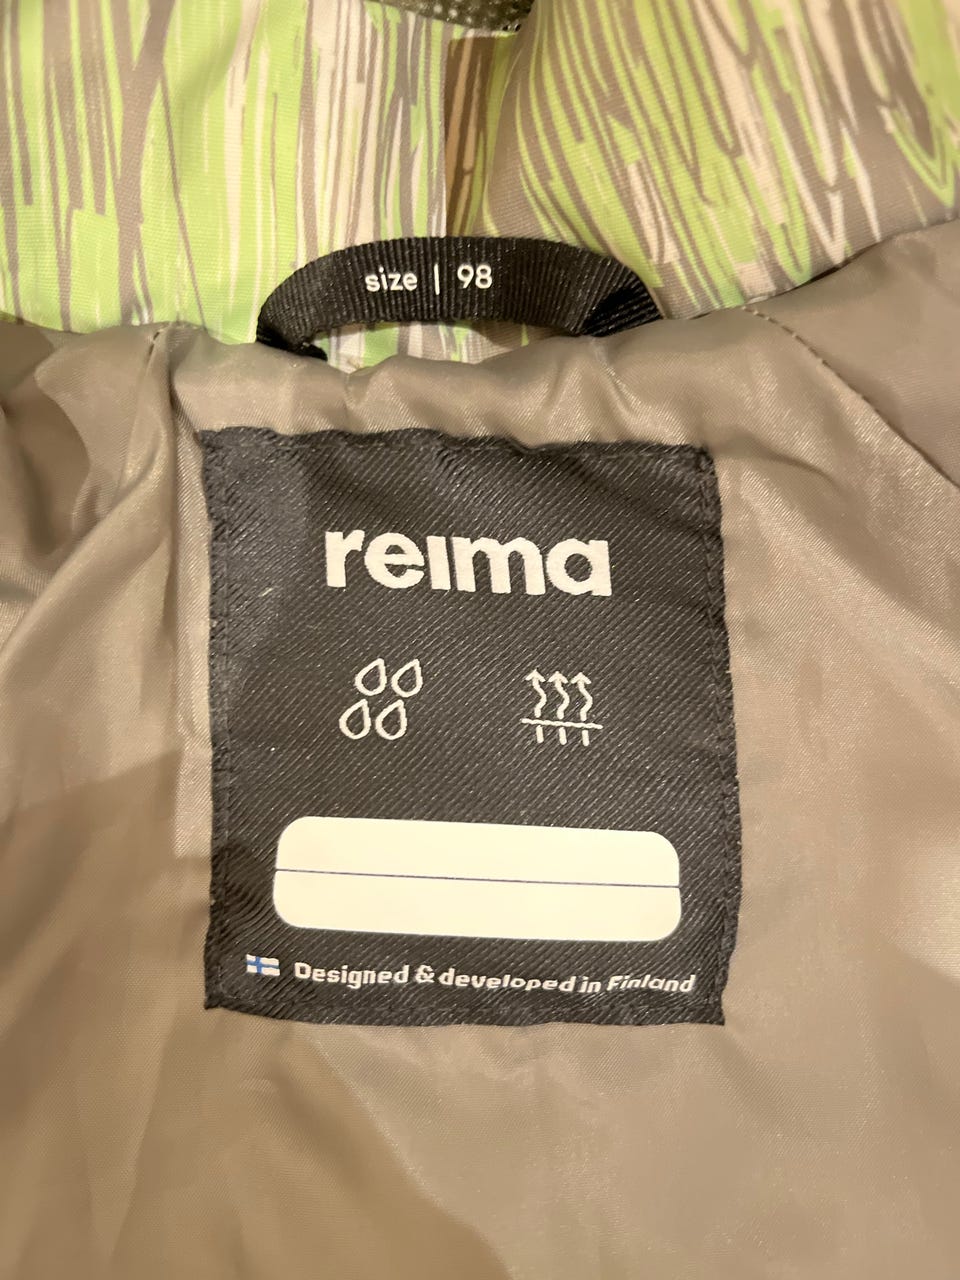 size | 98
reima
Designed & developed in Finland